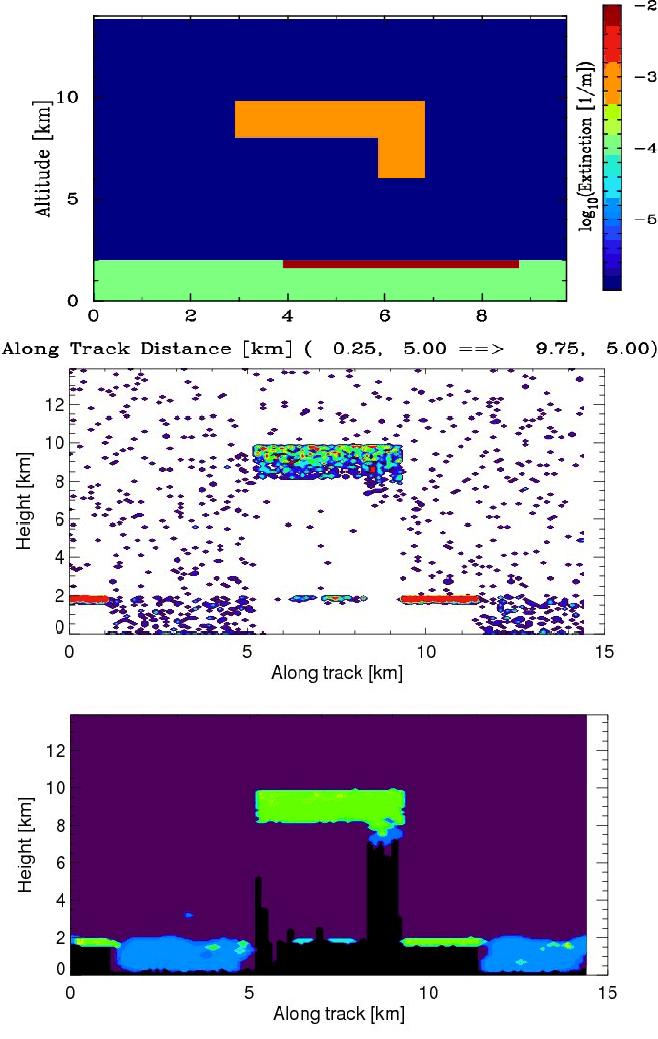 −2
10
−3
Altitude [km]
log10(Extinction [1/m])
−4
5
−5
0
0 2 4 6 8
Along Track Distance [km] ( 0.25, 5.00 ==> 9.75, 5.00)
12
10
8
Height [km]
6
4
2
0
0 5 10 15
Along track [km]
12
10
8
Height [km]
6
4
2
0
0 5 10 15
Along track [km]